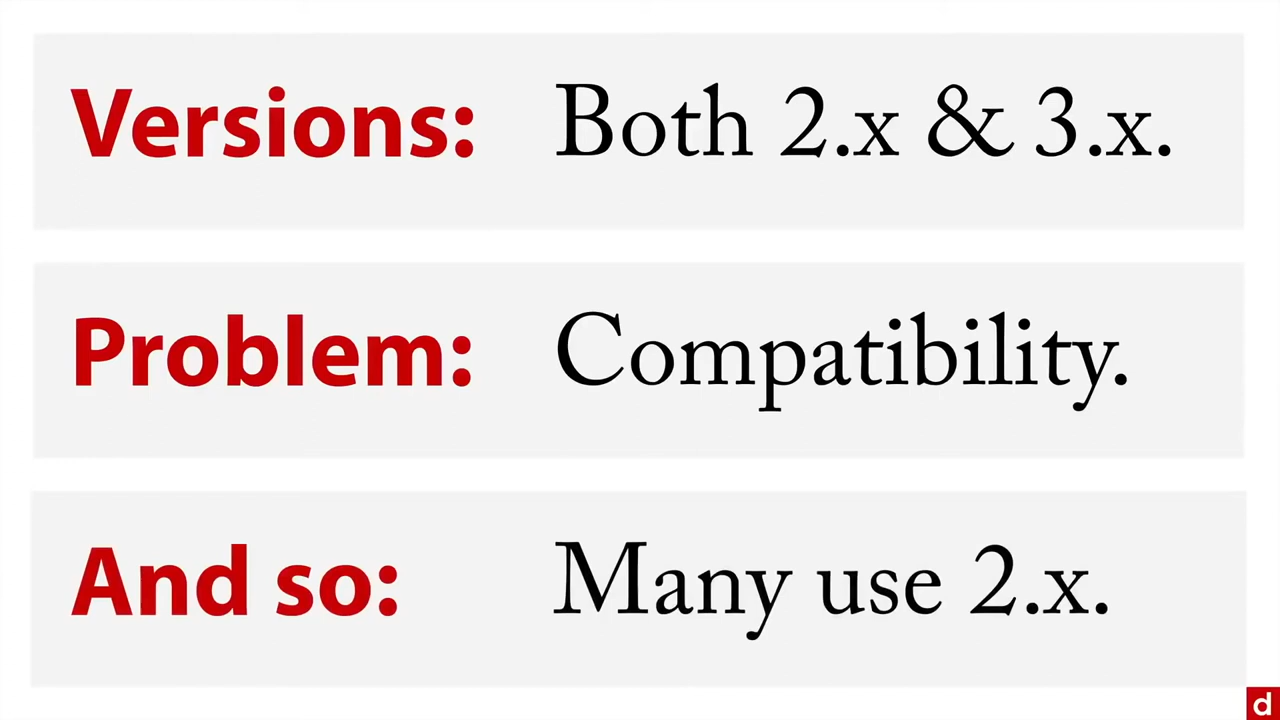 Versions: Both 2.x & 3.x.
Problem: Compatibility.
And so: Many use 2.x.
d